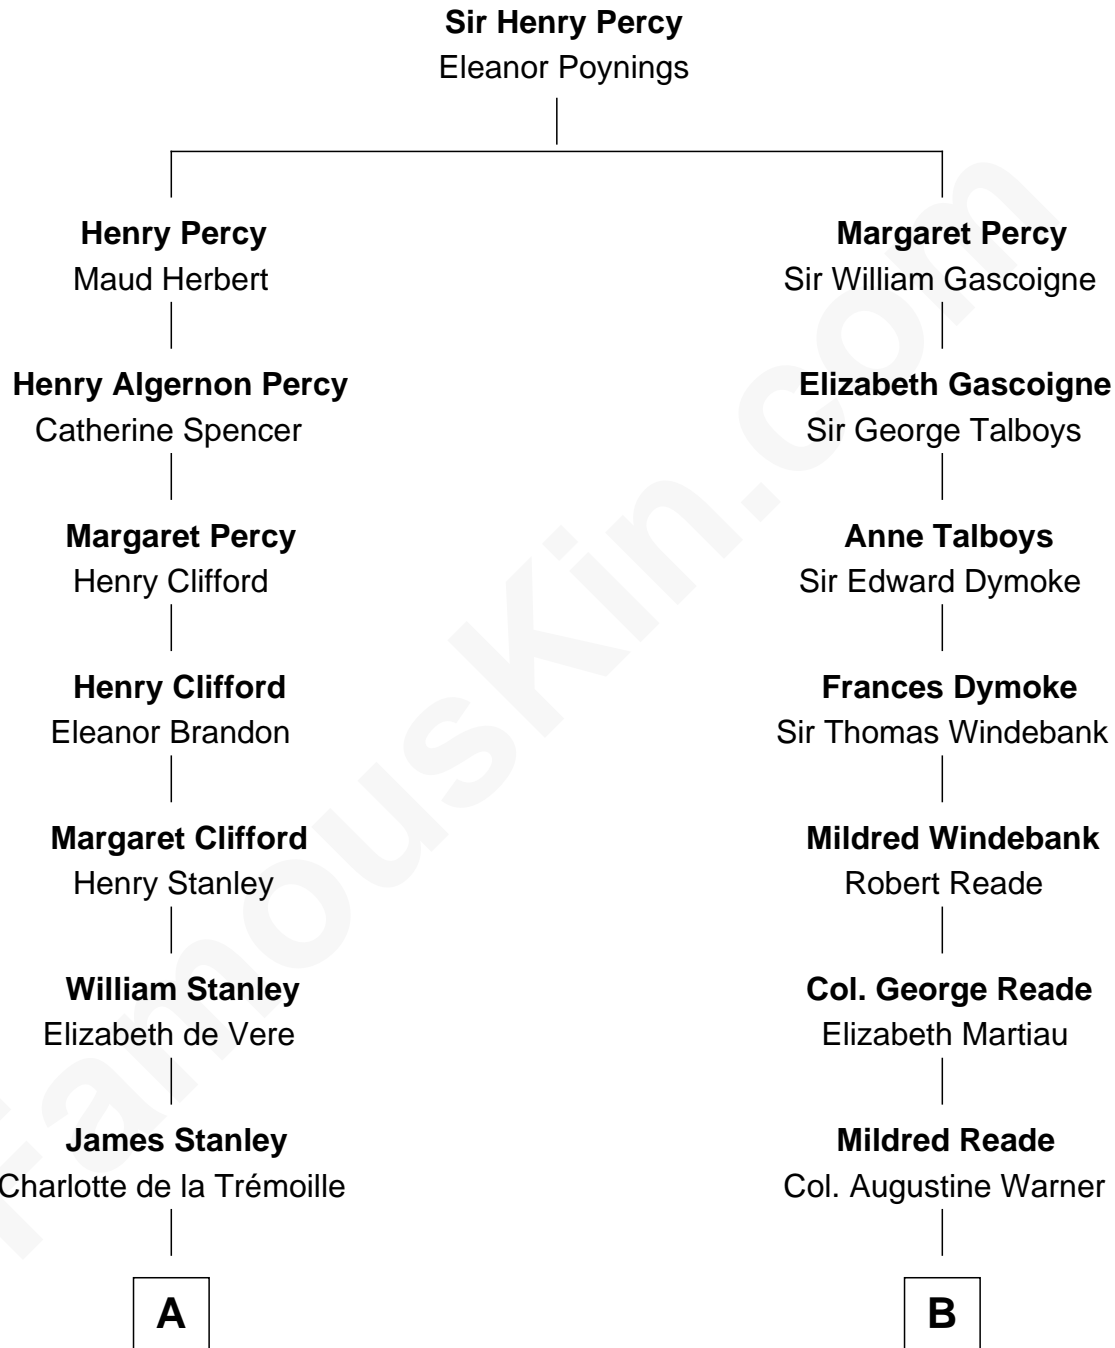 Sir Henry Percy
Eleanor Poynings
Henry Percy
Maud Herbert
Margaret Percy
Sir William Gascoigne
Henry Algernon Percy
Catherine Spencer
Elizabeth Gascoigne
Sir George Talboys
Margaret Percy
Henry Clifford
Anne Talboys
Sir Edward Dymoke
Henry Clifford
Eleanor Brandon
Frances Dymoke
Sir Thomas Windebank
Margaret Clifford
Henry Stanley
Mildred Windebank
Robert Reade
William Stanley
Elizabeth de Vere
Col. George Reade
Elizabeth Martiau
James Stanley
Charlotte de la Trémoille
Mildred Reade
Col. Augustine Warner
A
B
FamousKin.com